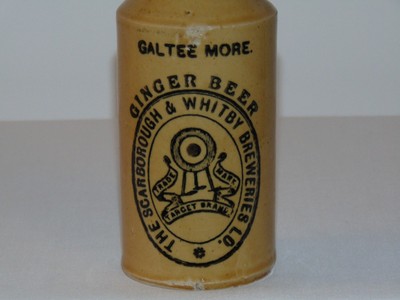 GALTEE MORE.
GINGER BEER
THE SCARBOROUGH & WHITBY BREWERIES LD.
TRADE MARK
TARGET BRAND